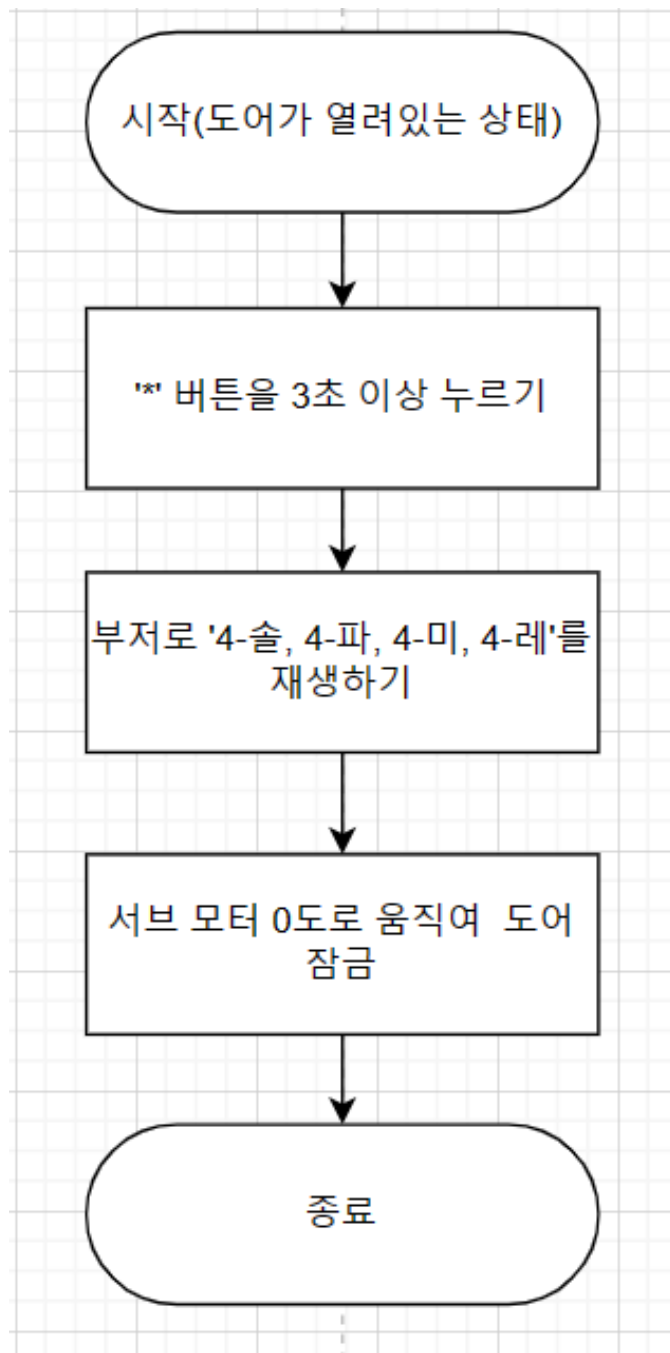 시작(도어가 열려있는 상태)
'*' 버튼을 3초 이상 누르기
부저로 '4-솔, 4-파, 4-미, 4-레'를
재생하기
서브 모터 0도로 움직여  도어
잠금
종료